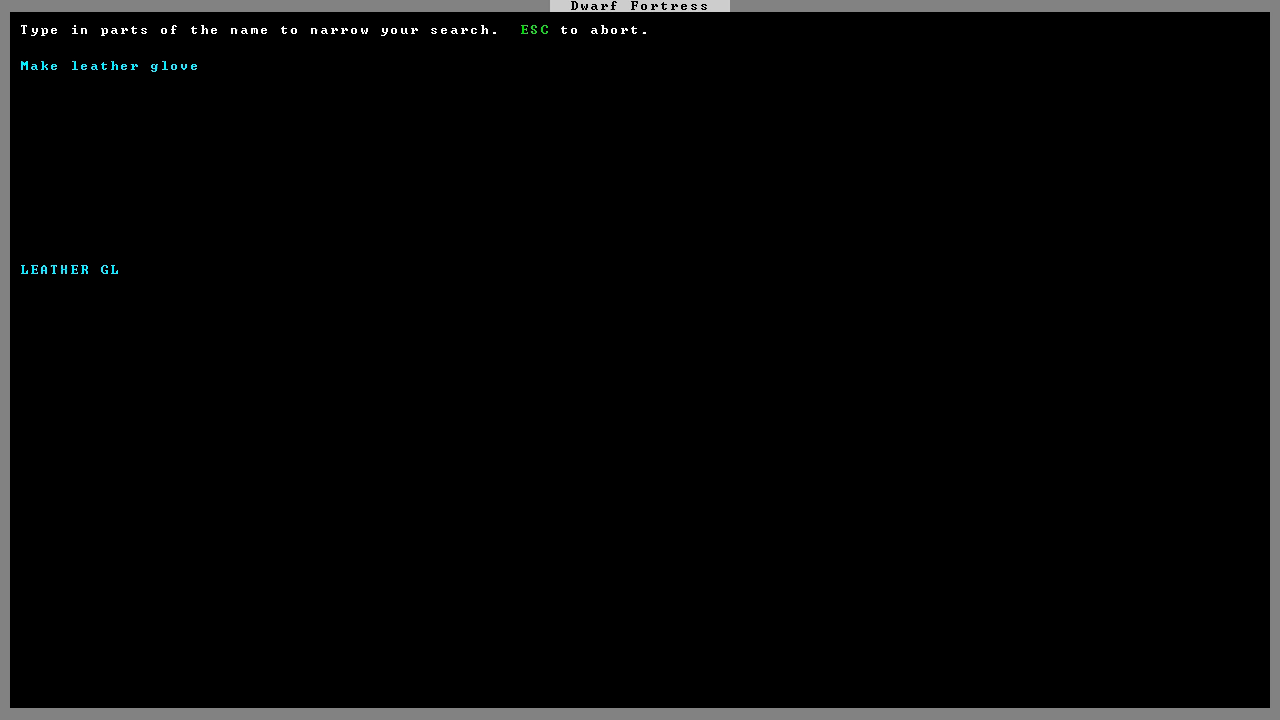 Dwarf Fortress
Type in parts of the name to narrow your search.  ESC to abort.
Make leather glove
LEATHER GL